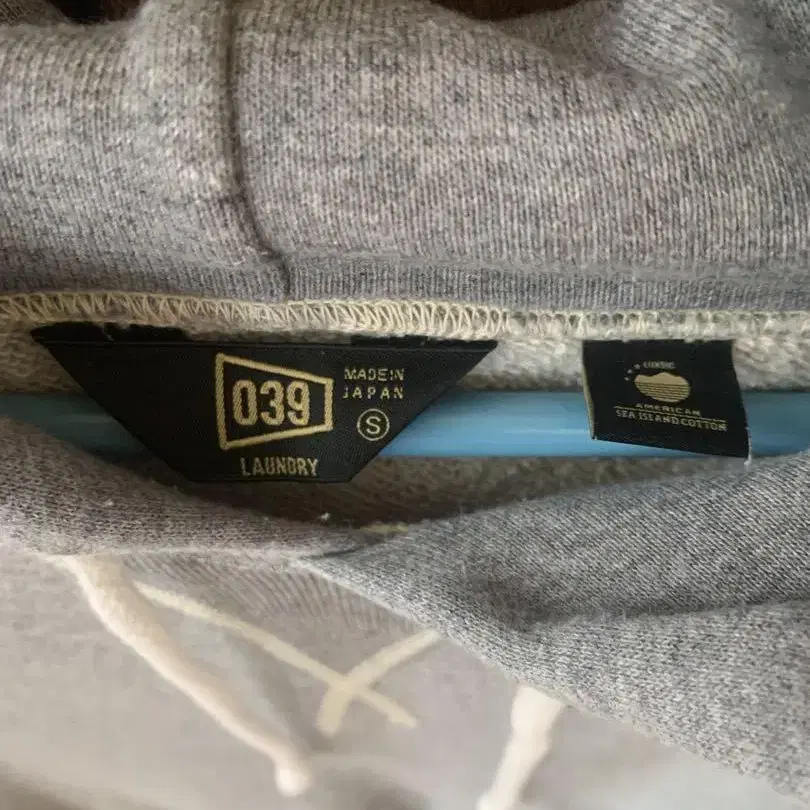 039
MADE IN
JAPAN
S
LAUNDRY
AMERICAN
SEA ISLAND COTTON